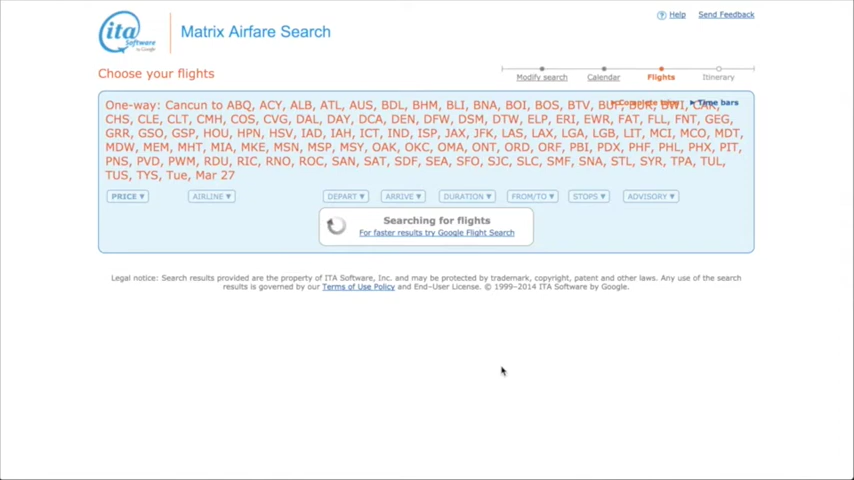 ita
Software
by Google
Matrix Airfare Search
? Help Send Feedback
Choose your flights
Modify search Calendar Flights Itinerary
Complete Time bars
One-way: Cancun to ABQ, ACY, ALB, ATL, AUS, BDL, BHM, BLI, BNA, BOI, BOS, BTV, BUF, BUR, BWI, CAK,
CHS, CLE, CLT, CMH, COS, CVG, DAL, DAY, DCA, DEN, DFW, DSM, DTW, ELP, ERI, EWR, FAT, FLL, FNT, GEG,
GRR, GSO, GSP, HOU, HPN, HSV, IAD, IAH, ICT, IND, ISP, JAX, JFK, LAS, LAX, LGA, LGB, LIT, MCI, MCO, MDT,
MDW, MEM, MHT, MIA, MKE, MSN, MSP, MSY, OAK, OKC, OMA, ONT, ORD, ORF, PBI, PDX, PHF, PHL, PHX, PIT,
PNS, PVD, PWM, RDU, RIC, RNO, ROC, SAN, SAT, SDF, SEA, SFO, SJC, SLC, SMF, SNA, STL, SYR, TPA, TUL,
TUS, TYS, Tue, Mar 27
PRICE AIRLINE DEPART ARRIVE DURATION FROM/TO STOPS ADVISORY
Searching for flights
For faster results try Google Flight Search
Legal notice: Search results provided are the property of ITA Software, Inc. and may be protected by trademark, copyright, patent and other laws. Any use of the search
results is governed by our Terms of Use Policy and End-User License. © 1999-2014 ITA Software by Google.